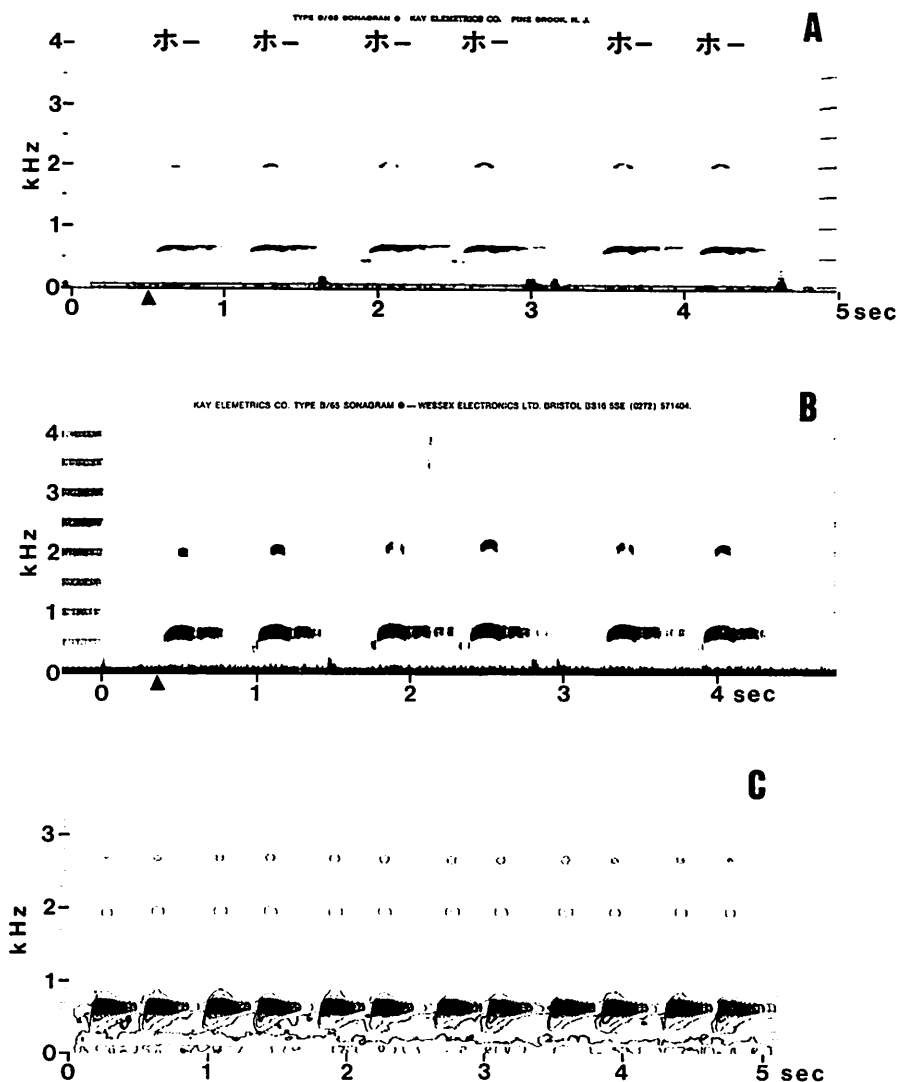 TYPE B/65 SONAGRAM ® KAY ELEMETRICS CO. PINE BROOK, N. J.
A
ホー ホー ホー ホー ホー ホー
4
3
2
1
0
kHz
0 1 2 3 4 5 sec
KAY ELEMETRICS CO. TYPE B/65 SONAGRAM ® — WESSEX ELECTRONICS LTD. BRISTOL BS16 5SE (0272) 571404.
B
4
3
2
1
0
kHz
0 1 2 3 4 sec
C
3
2
1
0
kHz
0 1 2 3 4 5 sec